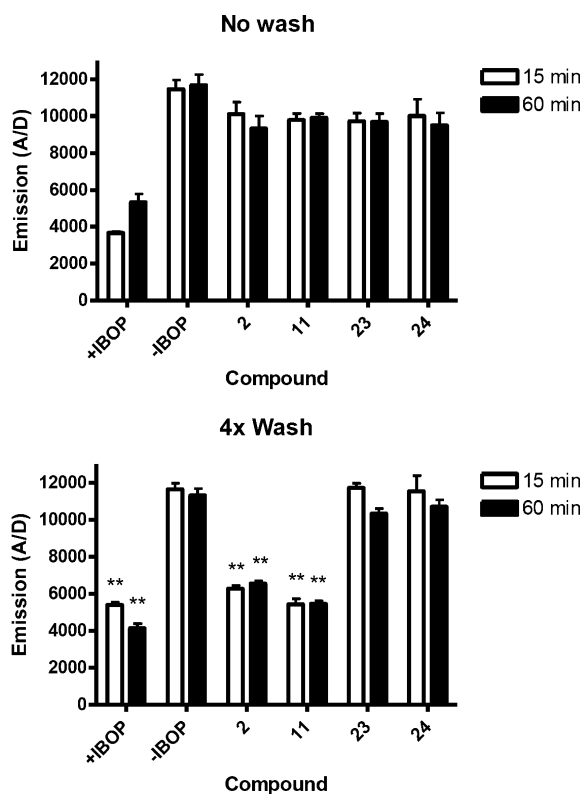 No wash
Emission (A/D)
12000
10000
8000
6000
4000
2000
0
+IBOP
-IBOP
2
11
23
24
Compound
15 min
60 min
4x Wash
Emission (A/D)
12000
10000
8000
6000
4000
2000
0
**
**
**
**
**
**
+IBOP
-IBOP
2
11
23
24
Compound
15 min
60 min